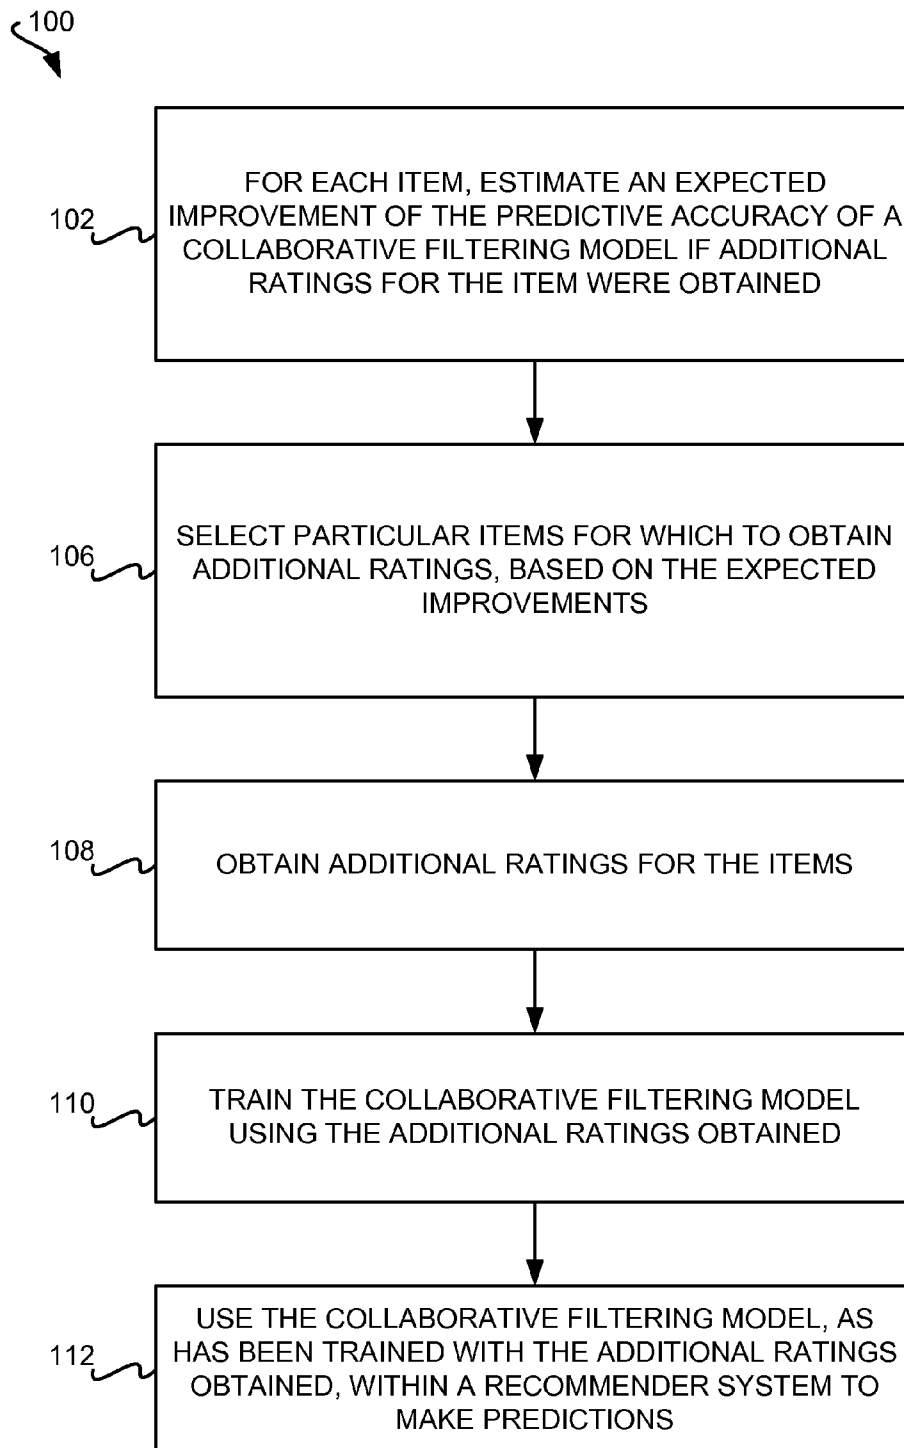 100
102
FOR EACH ITEM, ESTIMATE AN EXPECTED
IMPROVEMENT OF THE PREDICTIVE ACCURACY OF A
COLLABORATIVE FILTERING MODEL IF ADDITIONAL
RATINGS FOR THE ITEM WERE OBTAINED
106
SELECT PARTICULAR ITEMS FOR WHICH TO OBTAIN
ADDITIONAL RATINGS, BASED ON THE EXPECTED
IMPROVEMENTS
108
OBTAIN ADDITIONAL RATINGS FOR THE ITEMS
110
TRAIN THE COLLABORATIVE FILTERING MODEL
USING THE ADDITIONAL RATINGS OBTAINED
112
USE THE COLLABORATIVE FILTERING MODEL, AS
HAS BEEN TRAINED WITH THE ADDITIONAL RATINGS
OBTAINED, WITHIN A RECOMMENDER SYSTEM TO
MAKE PREDICTIONS